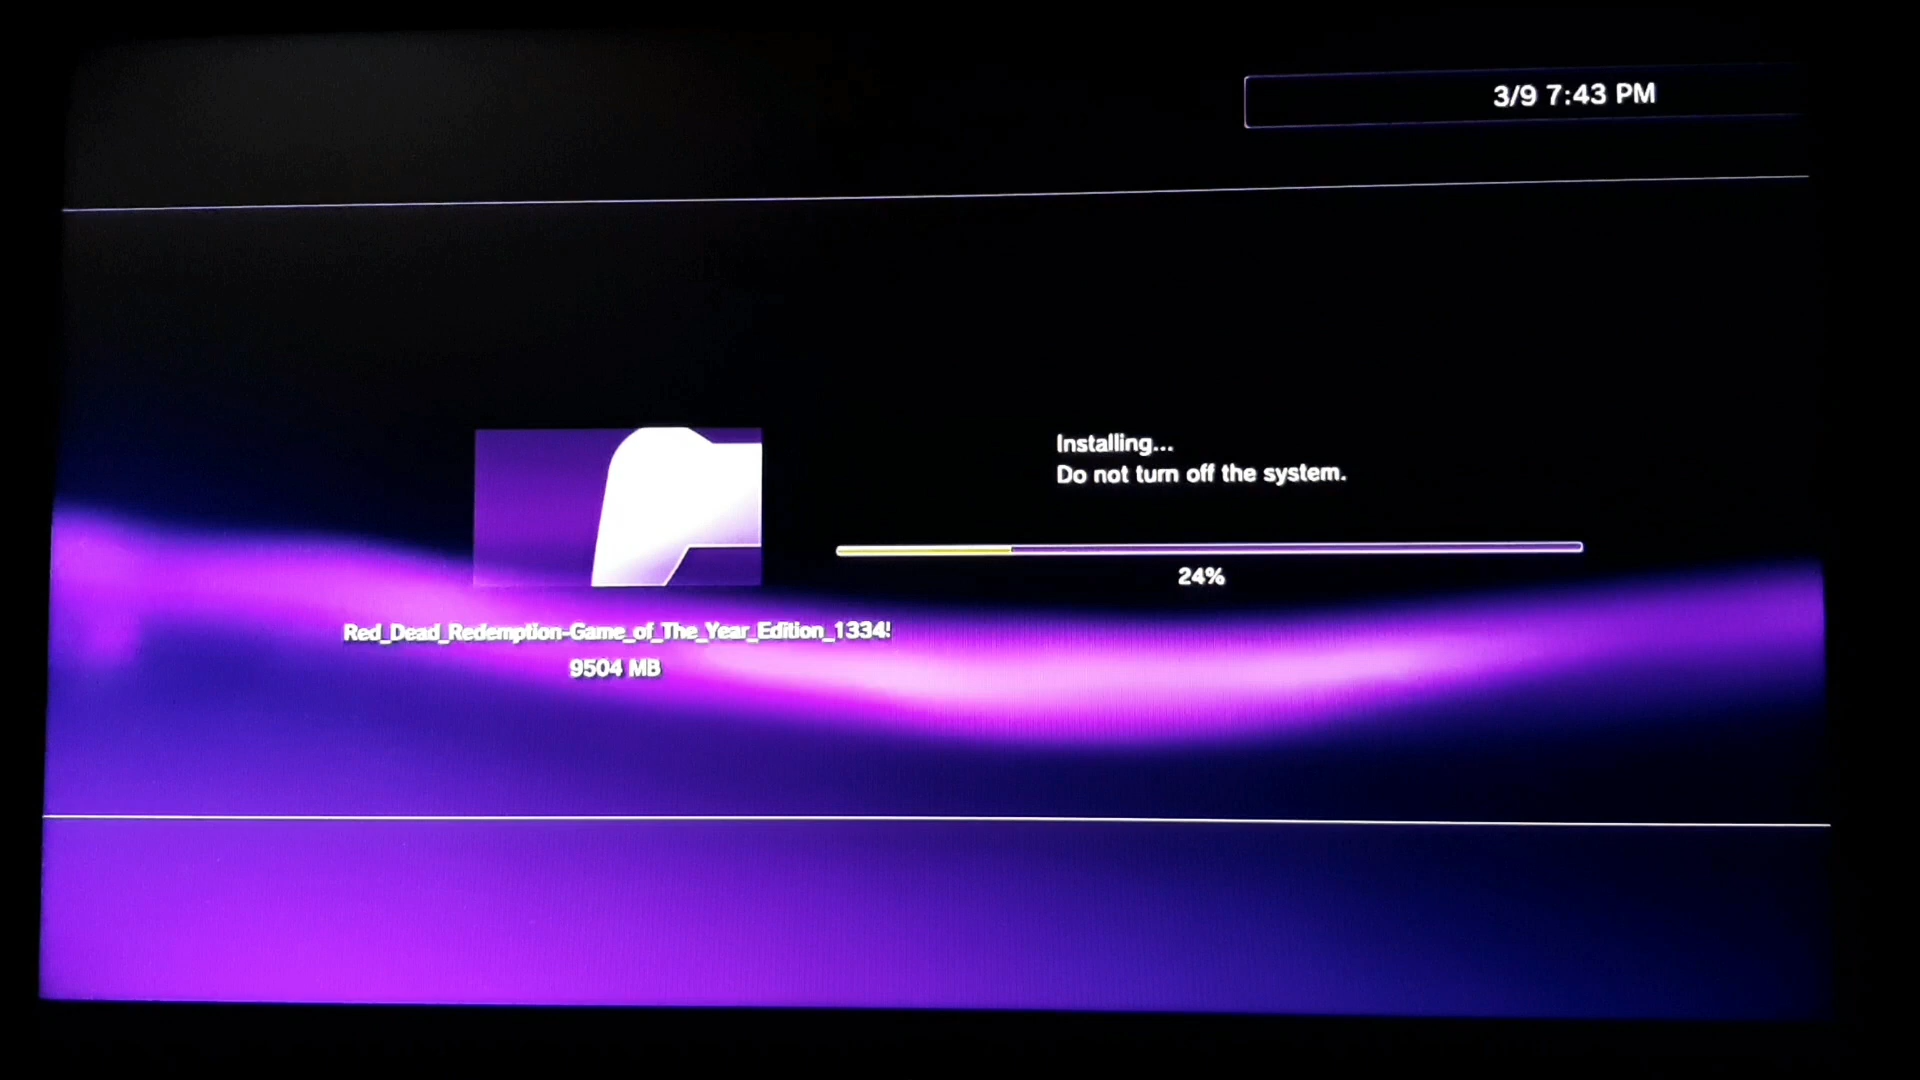 3/9 7:43 PM
Installing...
Do not turn off the system.
24%
Red_Dead_Redemption-Game_of_The_Year_Edition_1334
9504 MB